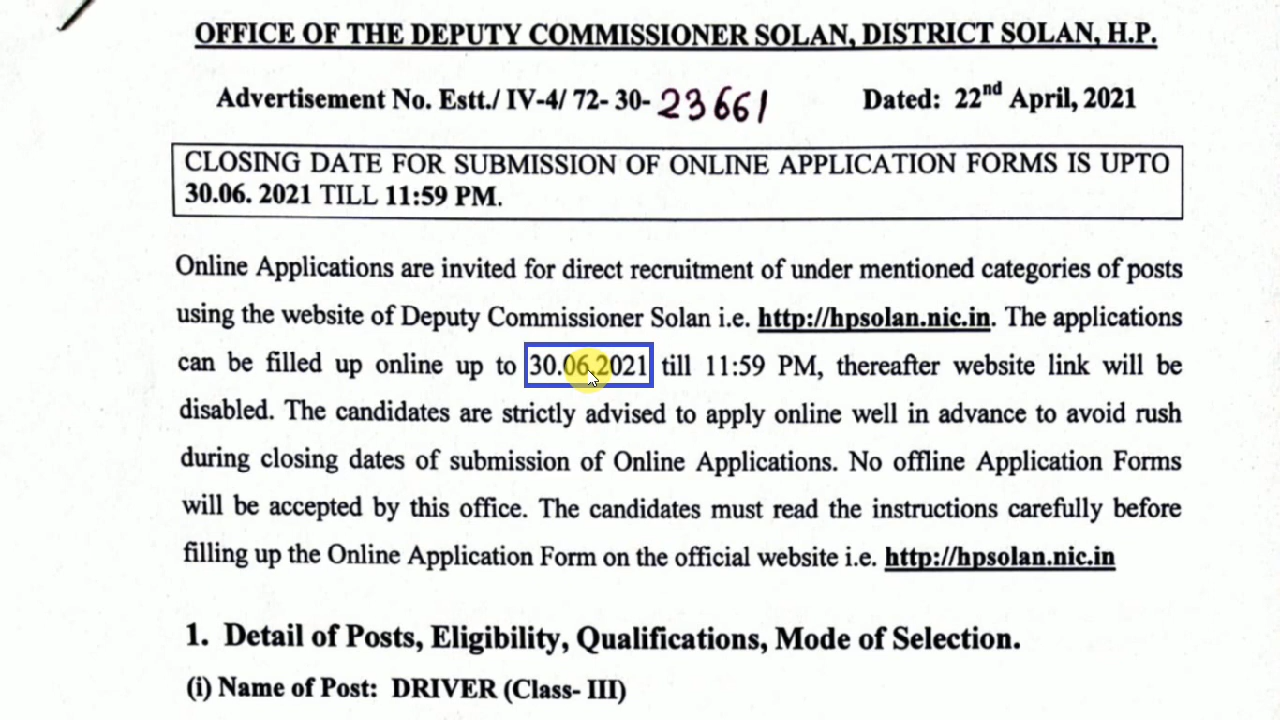 OFFICE OF THE DEPUTY COMMISSIONER SOLAN, DISTRICT SOLAN, H.P.
Advertisement No. Estt./ IV-4/ 72- 30- 23661 Dated: 22nd April, 2021
CLOSING DATE FOR SUBMISSION OF ONLINE APPLICATION FORMS IS UPTO
30.06. 2021 TILL 11:59 PM.
Online Applications are invited for direct recruitment of under mentioned categories of posts
using the website of Deputy Commissioner Solan i.e. http://hpsolan.nic.in. The applications
can be filled up online up to 30.06.2021 till 11:59 PM, thereafter website link will be
disabled. The candidates are strictly advised to apply online well in advance to avoid rush
during closing dates of submission of Online Applications. No offline Application Forms
will be accepted by this office. The candidates must read the instructions carefully before
filling up the Online Application Form on the official website i.e. http://hpsolan.nic.in
1. Detail of Posts, Eligibility, Qualifications, Mode of Selection.
(i) Name of Post: DRIVER (Class- III)